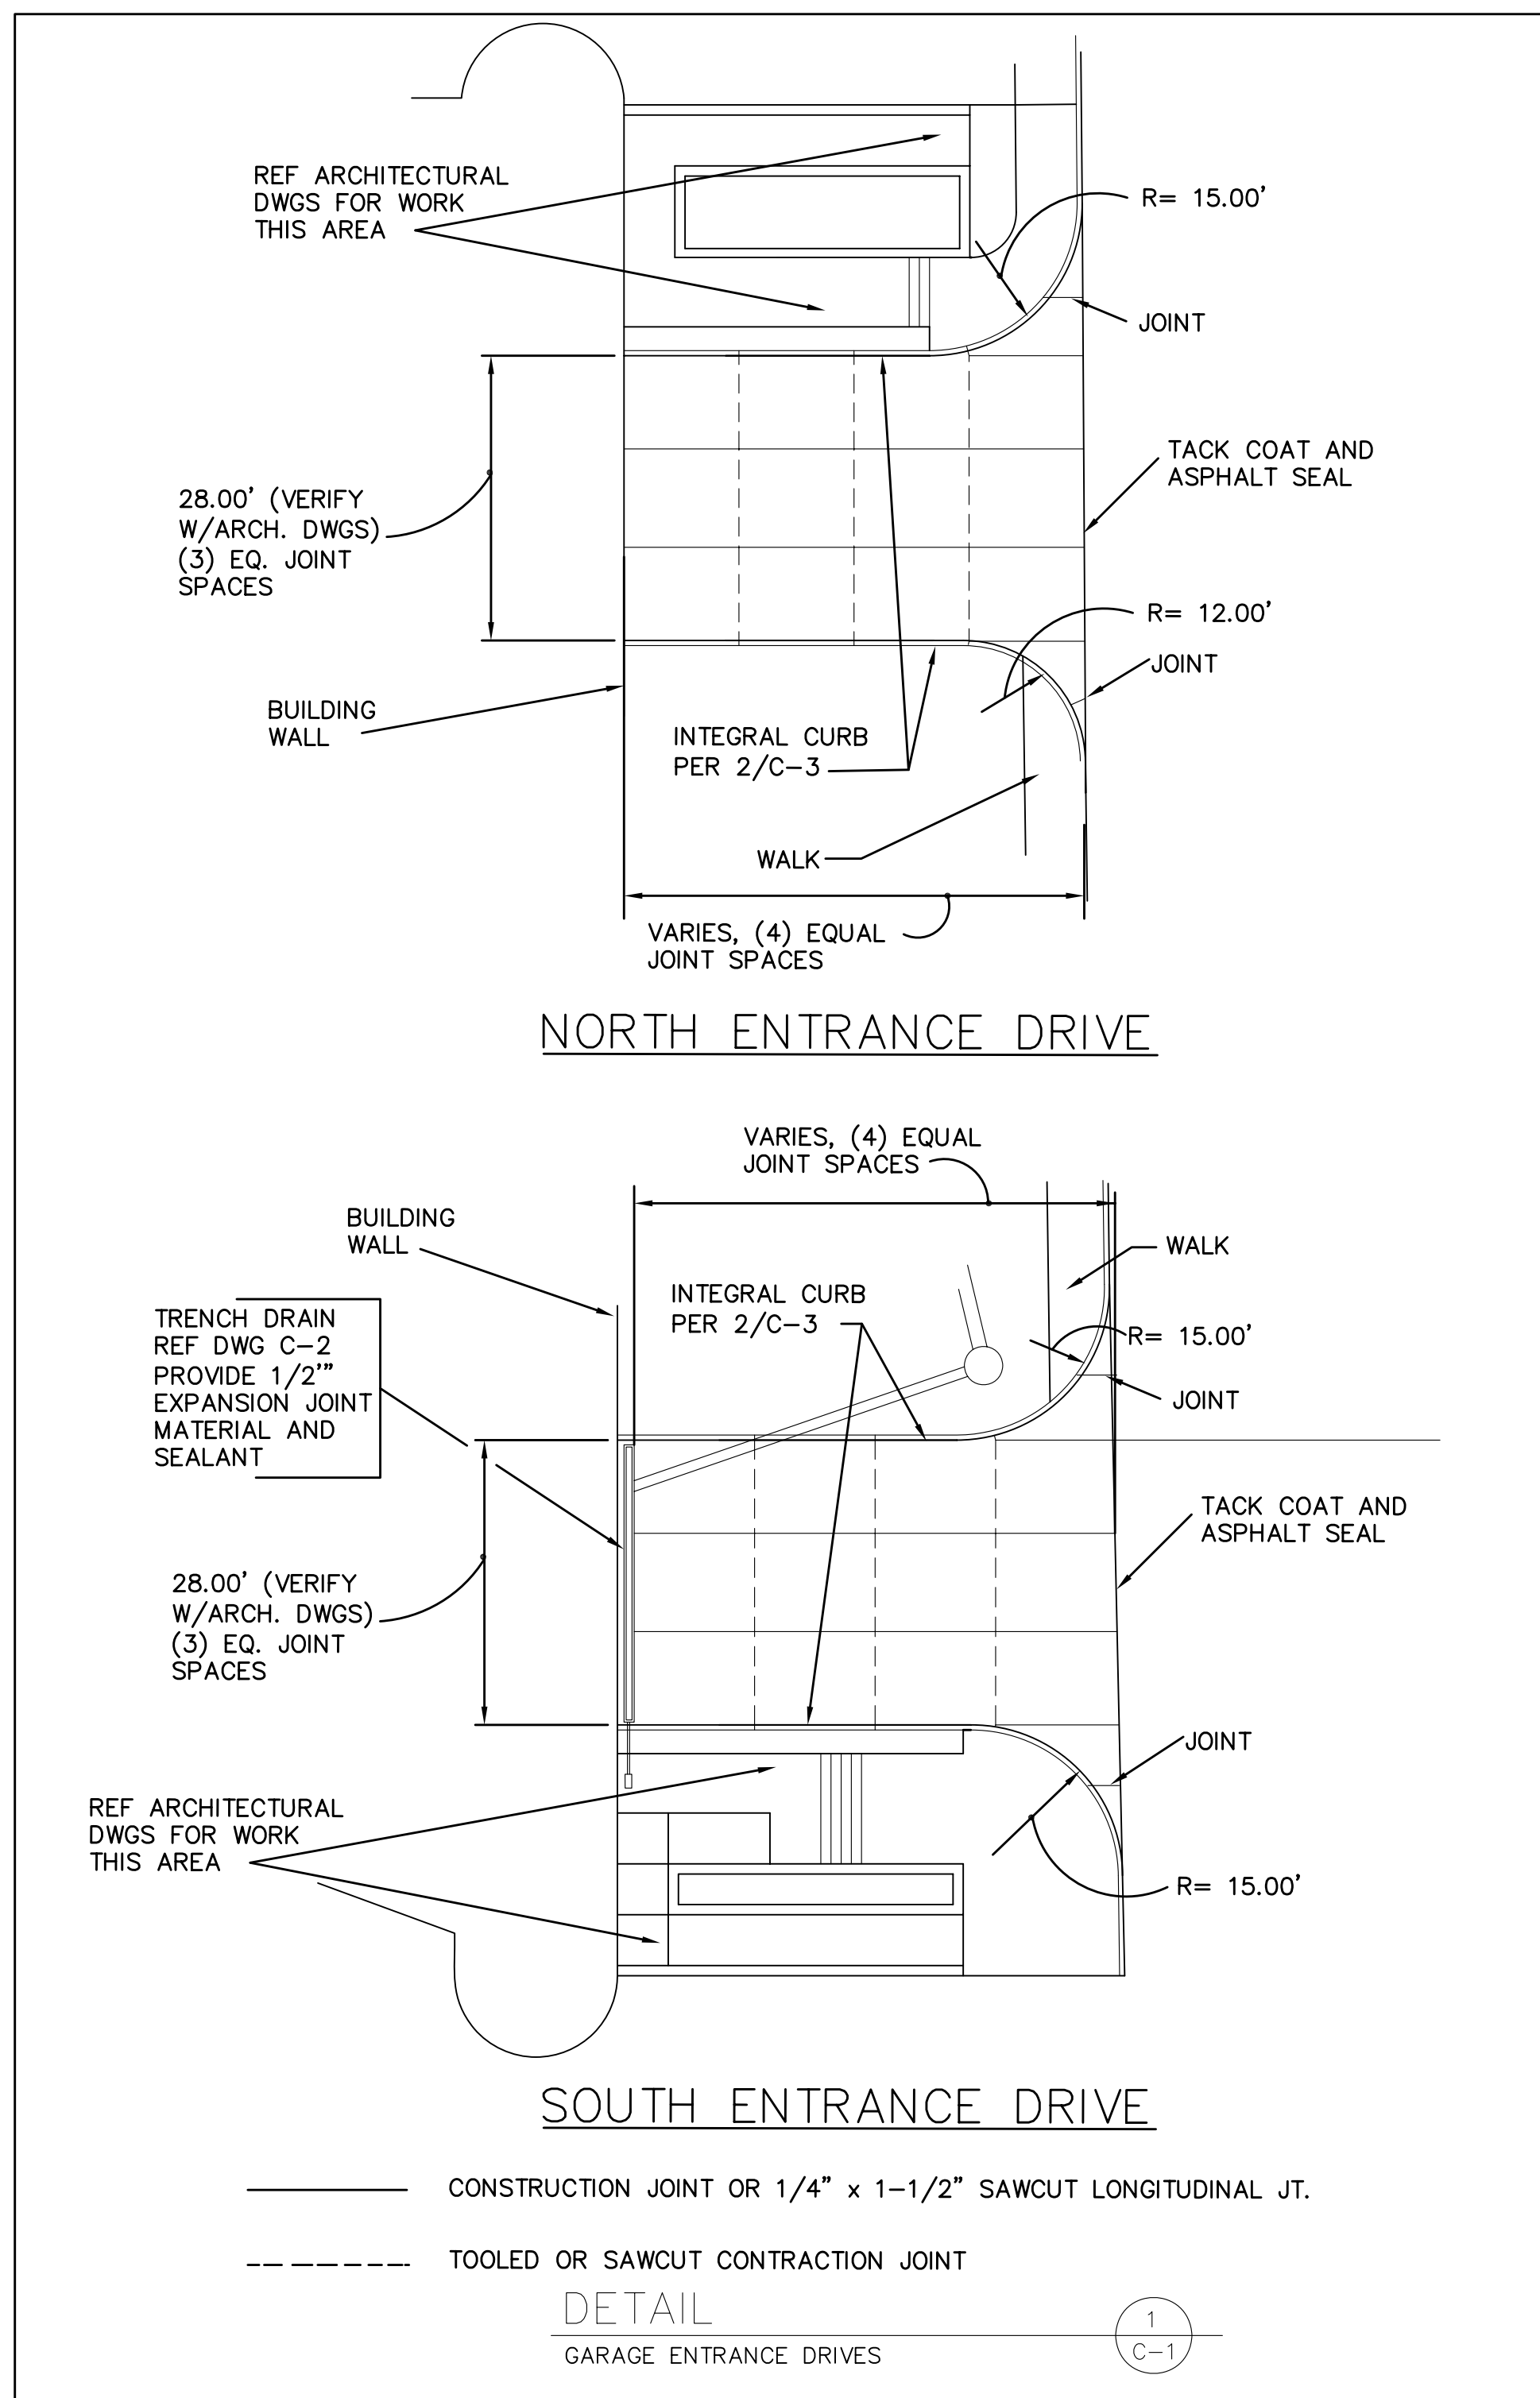 REF ARCHITECTURAL
DWGS FOR WORK
THIS AREA
R= 15.00'
JOINT
TACK COAT AND
ASPHALT SEAL
28.00' (VERIFY
W/ARCH. DWGS)
(3) EQ. JOINT
SPACES
R= 12.00'
JOINT
BUILDING
WALL
INTEGRAL CURB
PER 2/C-3
WALK
VARIES, (4) EQUAL
JOINT SPACES
NORTH ENTRANCE DRIVE
VARIES, (4) EQUAL
JOINT SPACES
BUILDING
WALL
WALK
INTEGRAL CURB
PER 2/C-3
TRENCH DRAIN
REF DWG C-2
PROVIDE 1/2'"
EXPANSION JOINT
MATERIAL AND
SEALANT
R= 15.00'
JOINT
TACK COAT AND
ASPHALT SEAL
28.00' (VERIFY
W/ARCH. DWGS)
(3) EQ. JOINT
SPACES
JOINT
REF ARCHITECTURAL
DWGS FOR WORK
THIS AREA
R= 15.00'
SOUTH ENTRANCE DRIVE
CONSTRUCTION JOINT OR 1/4" x 1-1/2" SAWCUT LONGITUDINAL JT.
TOOLED OR SAWCUT CONTRACTION JOINT
DETAIL
GARAGE ENTRANCE DRIVES
1
C-1